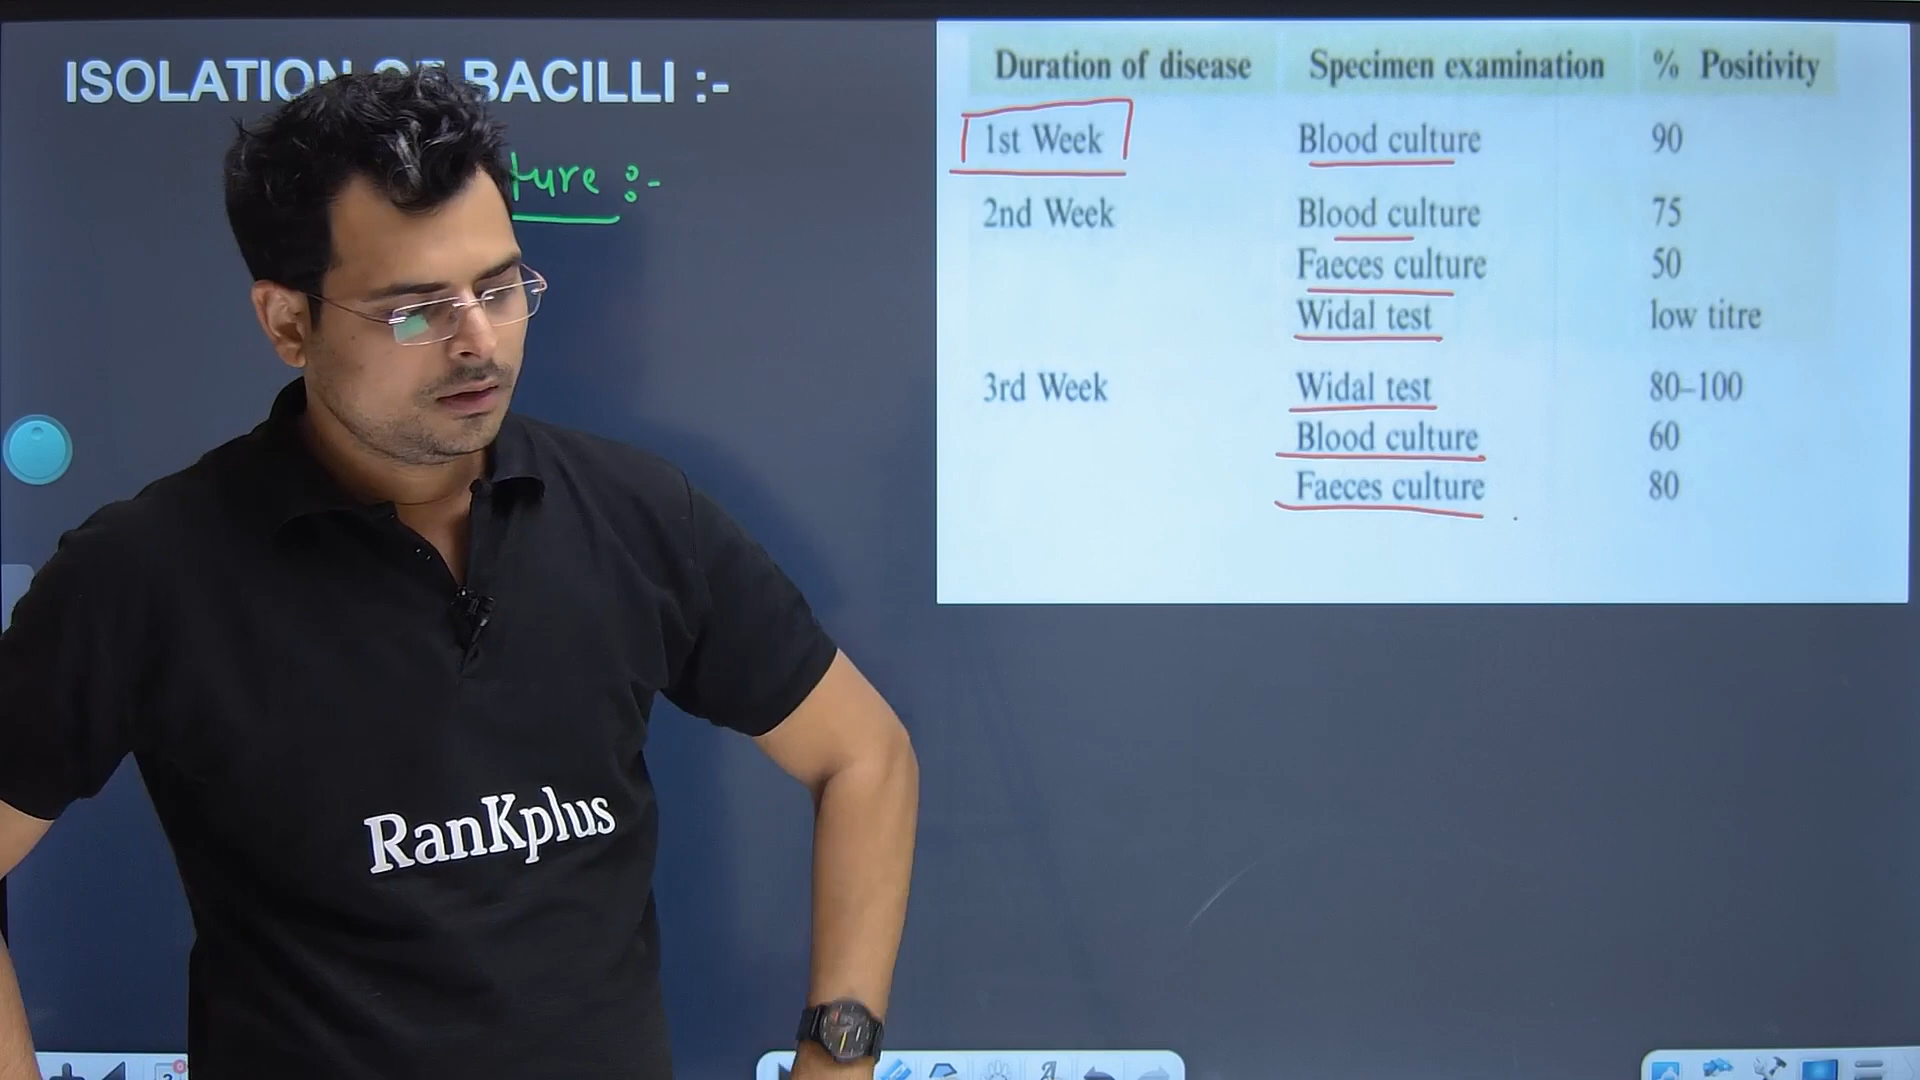 ISOLATION OF BACILLI :-
ture :-
Duration of disease Specimen examination % Positivity
1st Week Blood culture 90
2nd Week Blood culture 75
Faeces culture 50
Widal test low titre
3rd Week Widal test 80–100
Blood culture 60
Faeces culture 80
RanKplus